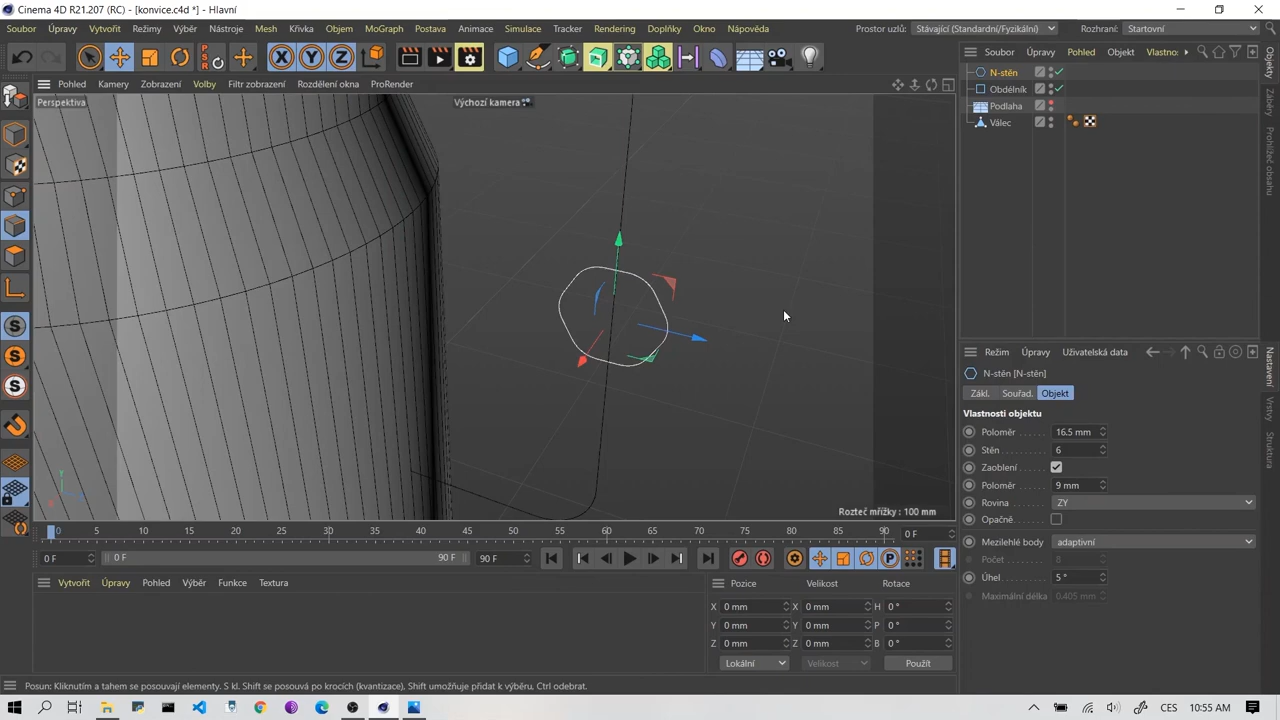 Cinema 4D R21.207 (RC) - [konvice.c4d *] - Hlavní
Soubor Úpravy Vytvořit Režimy Výběr Nástroje Mesh Křivka Objem MoGraph Postava Animace Simulace Tracker Rendering Doplňky Okno Nápověda Prostor uzlů: Stávající (Standardní/Fyzikální) Rozhraní: Startovní
Soubor Úpravy Pohled Objekt Vlastno
N-stěn
Obdélník
Podlaha
Válec
Objekty
Takes
Prohlížeč obsahu
Pohled Kamery Zobrazení Volby Filtr zobrazení Rozdělení okna ProRender
Perspektiva
Výchozí kamera
Rozteč mřížky : 100 mm
Režim Úpravy Uživatelská data
N-stěn [N-stěn]
Zákl. Souřad. Objekt
Vlastnosti objektu
Poloměr 16.5 mm
Stěn 6
Zaoblení
Poloměr 9 mm
Rovina ZY
Opačně
Mezilehlé body adaptivní
Počet 8
Úhel 5 °
Maximální délka 0.405 mm
Nastavení
Vrstvy
Struktura
0 5 10 15 20 25 30 35 40 45 50 55 60 65 70 75 80 85 90 0 F
0 F 0 F 90 F 90 F
Vytvořit Úpravy Pohled Výběr Funkce Textura
Pozice Velikost Rotace
X 0 mm X 0 mm H 0 °
Y 0 mm Y 0 mm P 0 °
Z 0 mm Z 0 mm B 0 °
Lokální Velikost Použít
Posun: Kliknutím a tahem se posouvají elementy. S kl. Shift se posouvá po krocích (kvantizace), Shift umožňuje přidat k výběru, Ctrl odebrat.
CES 10:55 AM